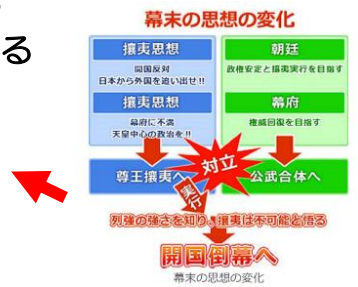 る
幕末の思想の変化
攘夷思想
開国反対
日本から外国を追い出せ!!
攘夷思想
幕府に不満
天皇中心の政治を!!
朝廷
政権安定と攘夷実行を目指す
幕府
権威回復を目指す
尊王攘夷へ
対立
公武合体へ
実行
列強の強さを知り、攘夷は不可能と悟る
開国倒幕へ
幕末の思想の変化